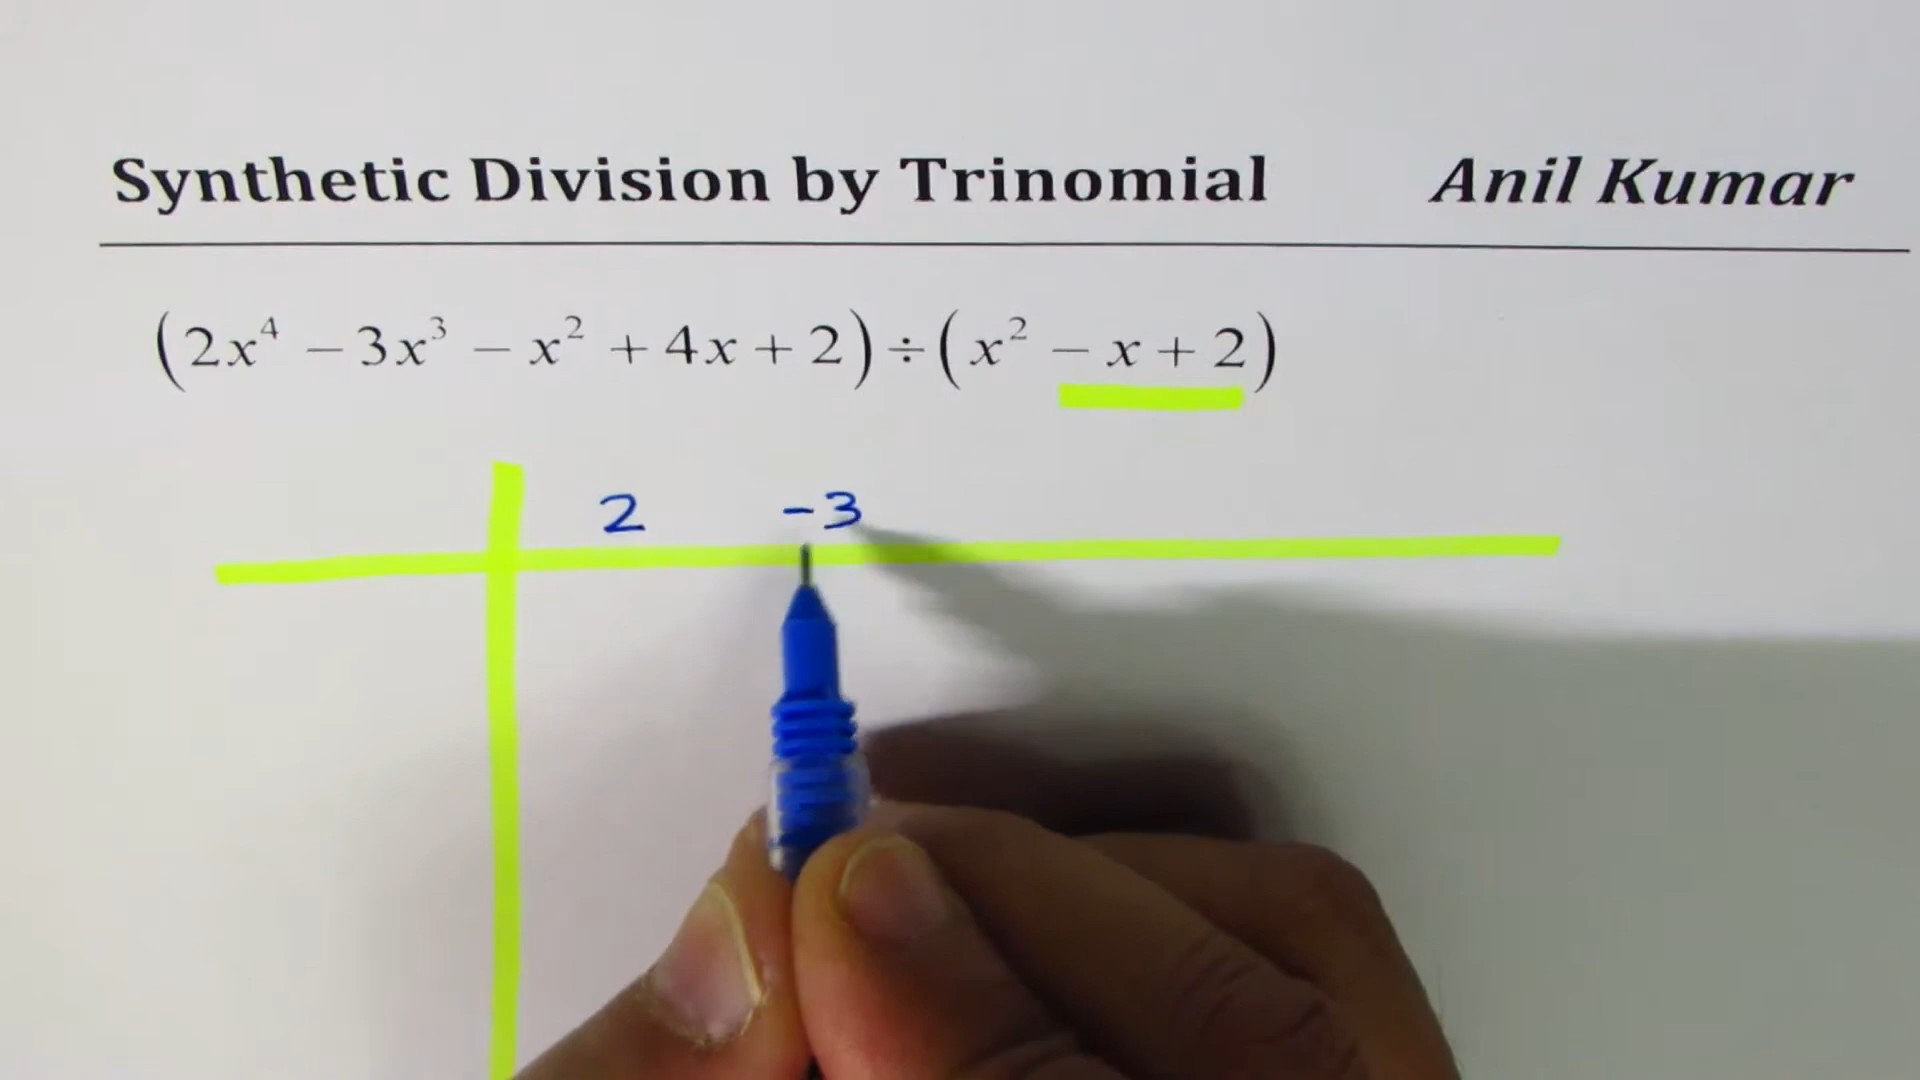 Synthetic Division by Trinomial Anil Kumar
(2x⁴ − 3x³ − x² + 4x + 2) ÷ (x² − x + 2)
2 -3